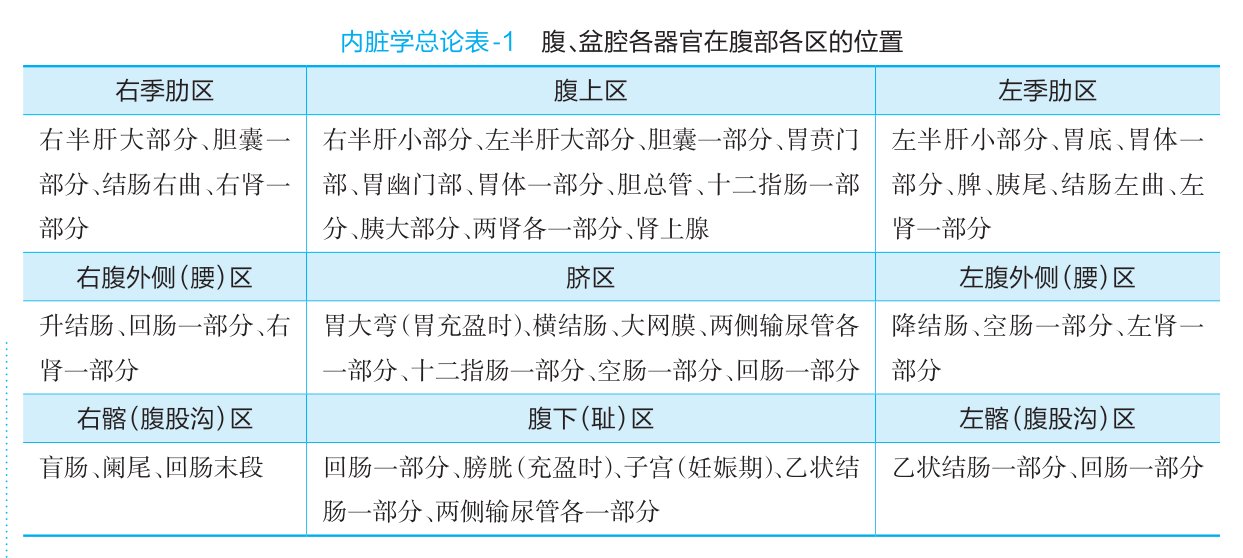 内脏学总论表-1 腹、盆腔各器官在腹部各区的位置
右季肋区 腹上区 左季肋区
右半肝大部分、胆囊一
部分、结肠右曲、右肾一
部分
右半肝小部分、左半肝大部分、胆囊一部分、胃贲门
部、胃幽门部、胃体一部分、胆总管、十二指肠一部
分、胰大部分、两肾各一部分、肾上腺
左半肝小部分、胃底、胃体一
部分、脾、胰尾、结肠左曲、左
肾一部分
右腹外侧(腰)区 脐区 左腹外侧(腰)区
升结肠、回肠一部分、右
肾一部分
胃大弯(胃充盈时)、横结肠、大网膜、两侧输尿管各
一部分、十二指肠一部分、空肠一部分、回肠一部分
降结肠、空肠一部分、左肾一
部分
右髂(腹股沟)区 腹下(耻)区 左髂(腹股沟)区
盲肠、阑尾、回肠末段
回肠一部分、膀胱(充盈时)、子宫(妊娠期)、乙状结
肠一部分、两侧输尿管各一部分
乙状结肠一部分、回肠一部分